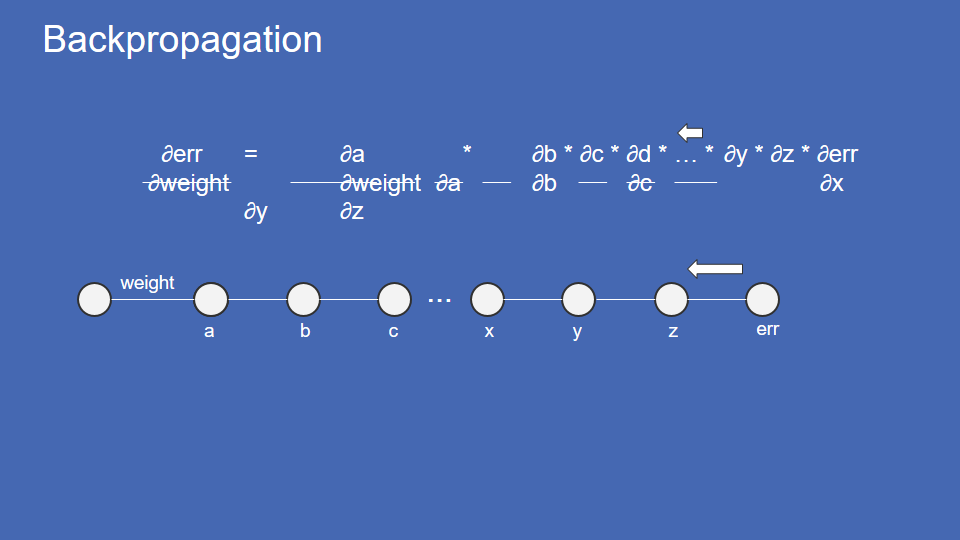 Backpropagation
∂err = ∂a * ∂b * ∂c * ∂d * … * ∂y * ∂z * ∂err
∂weight ∂weight ∂a ∂b ∂c ∂x
∂y ∂z
weight
...
a b c x y z err